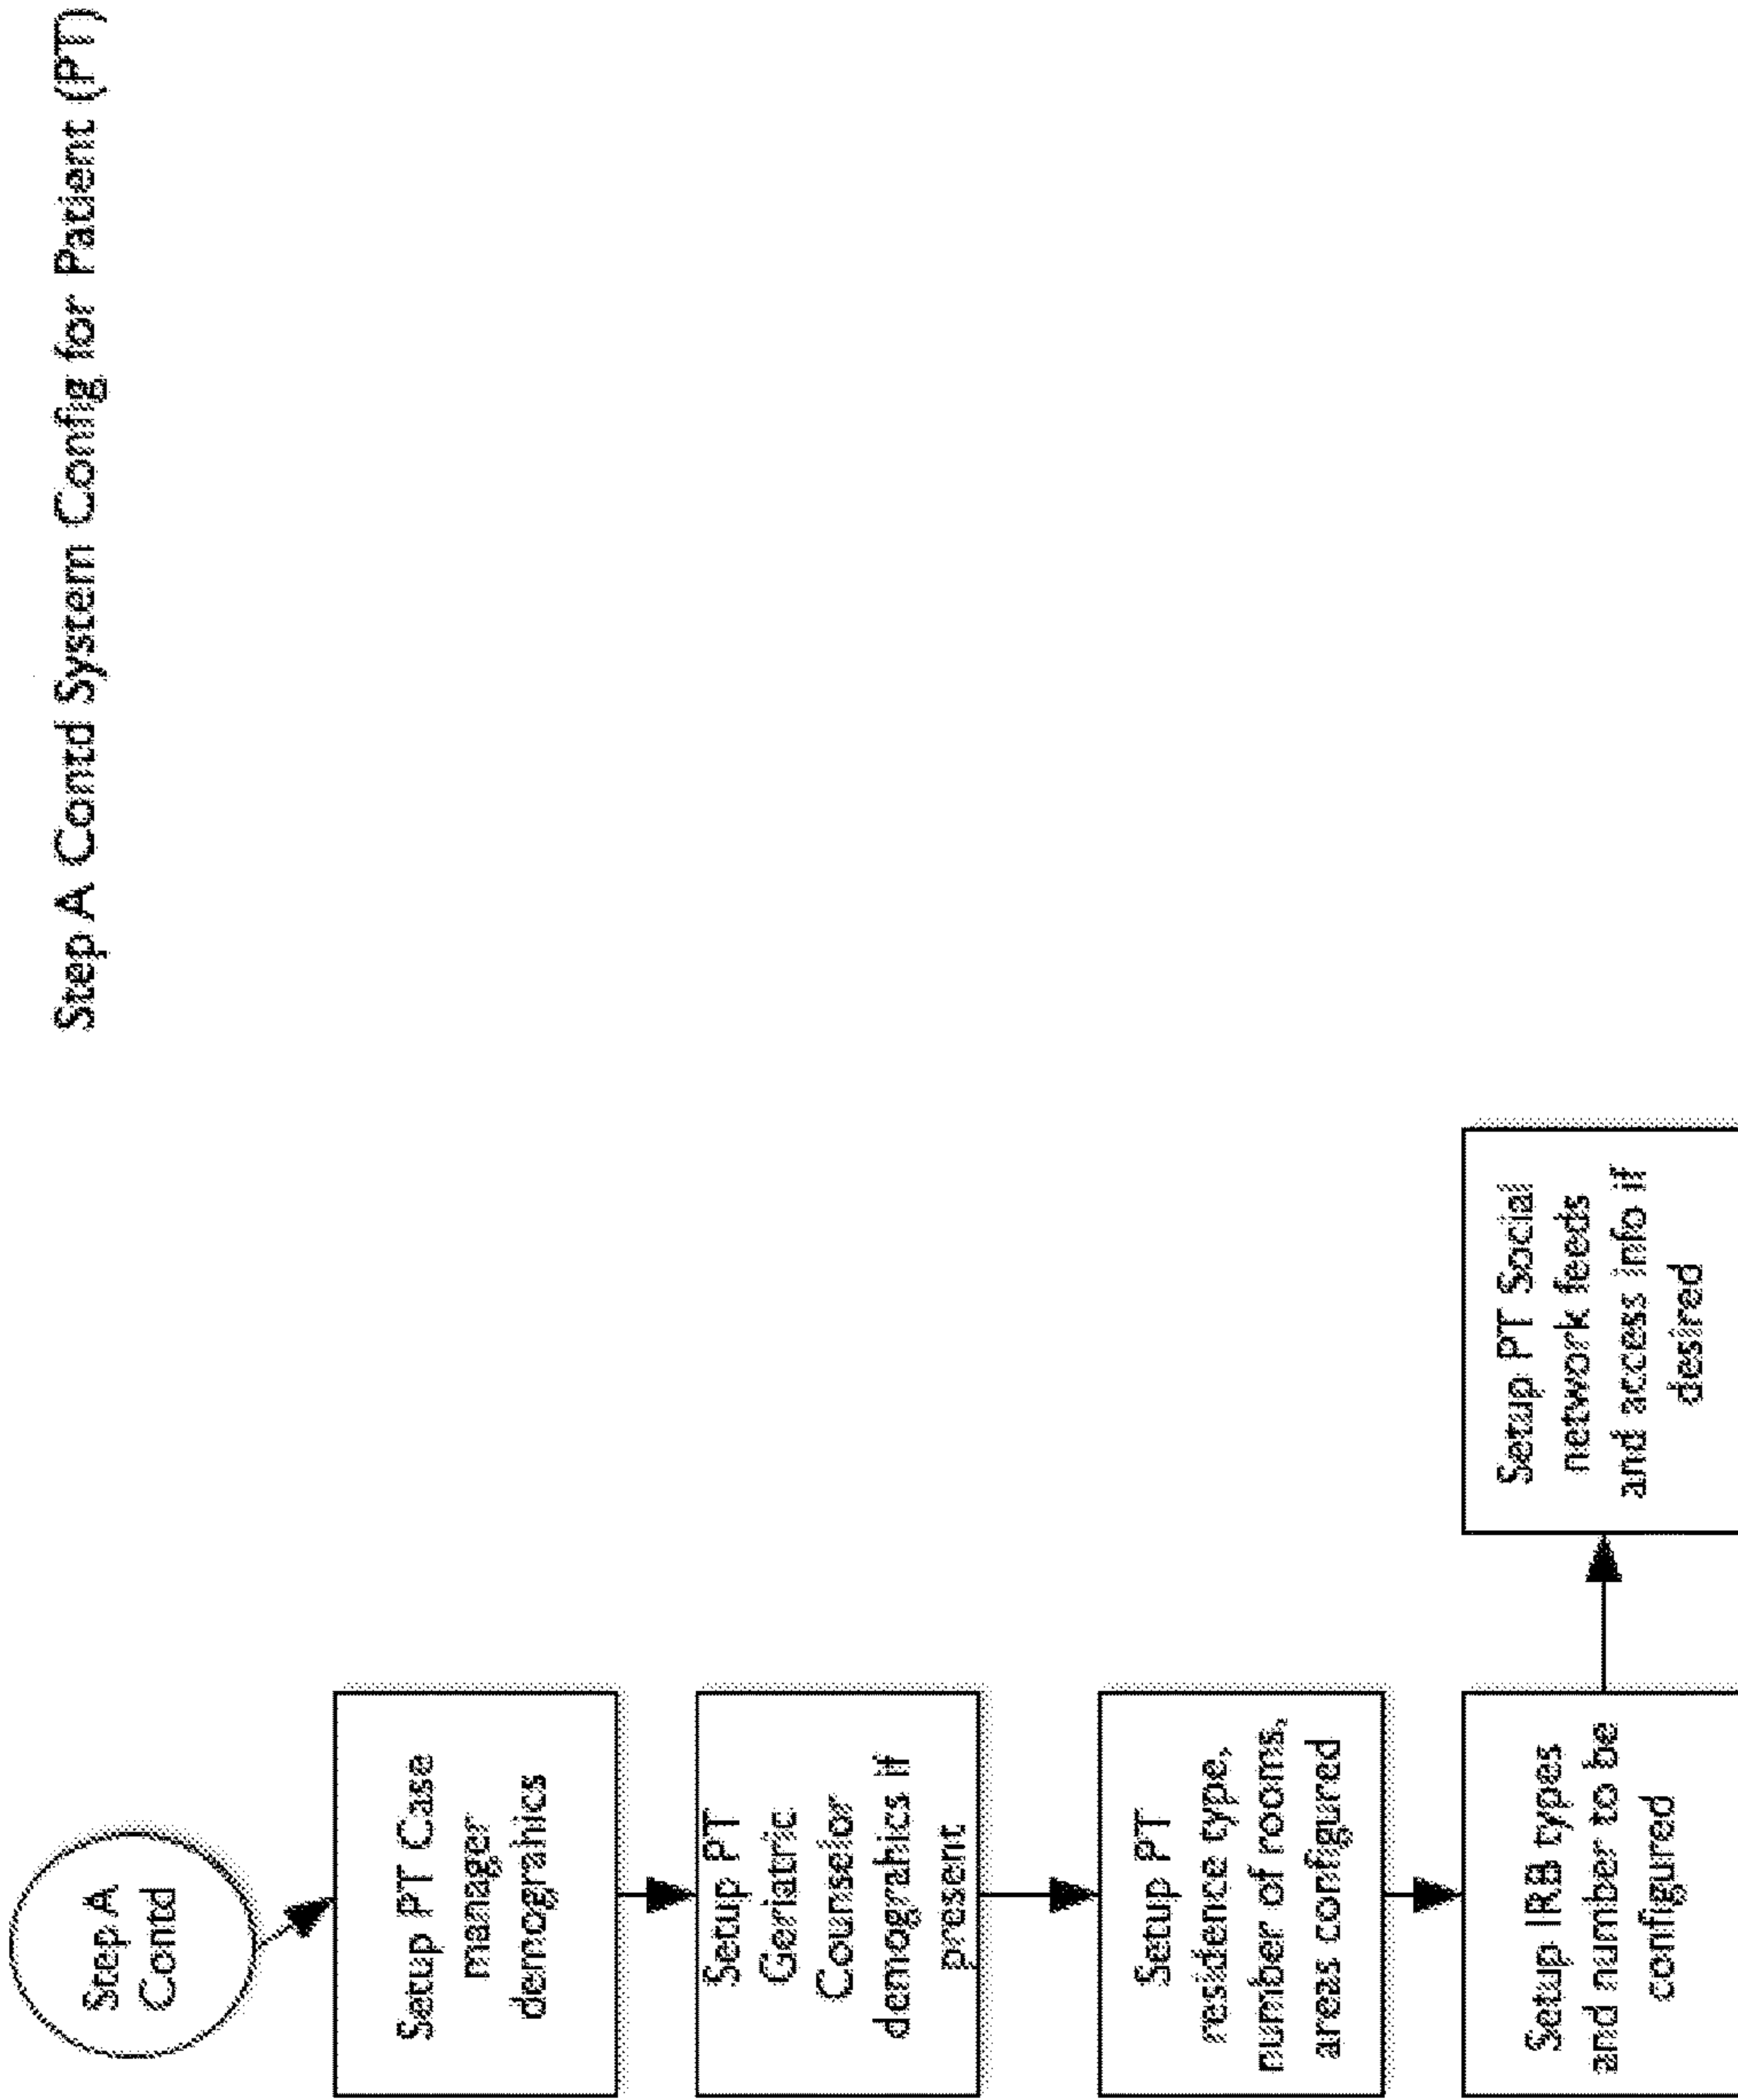 Step A Contd System Config for Patient (PT)
Step A
Contd
Setup PT Case
manager
demograhics
Setup PT
Geriatric
Counselor
demograhics if
present
Setup PT
residence type,
number of rooms,
areas configured
Setup IRB types
and number to be
configured
Setup PT Social
network feeds
and access info if
desired